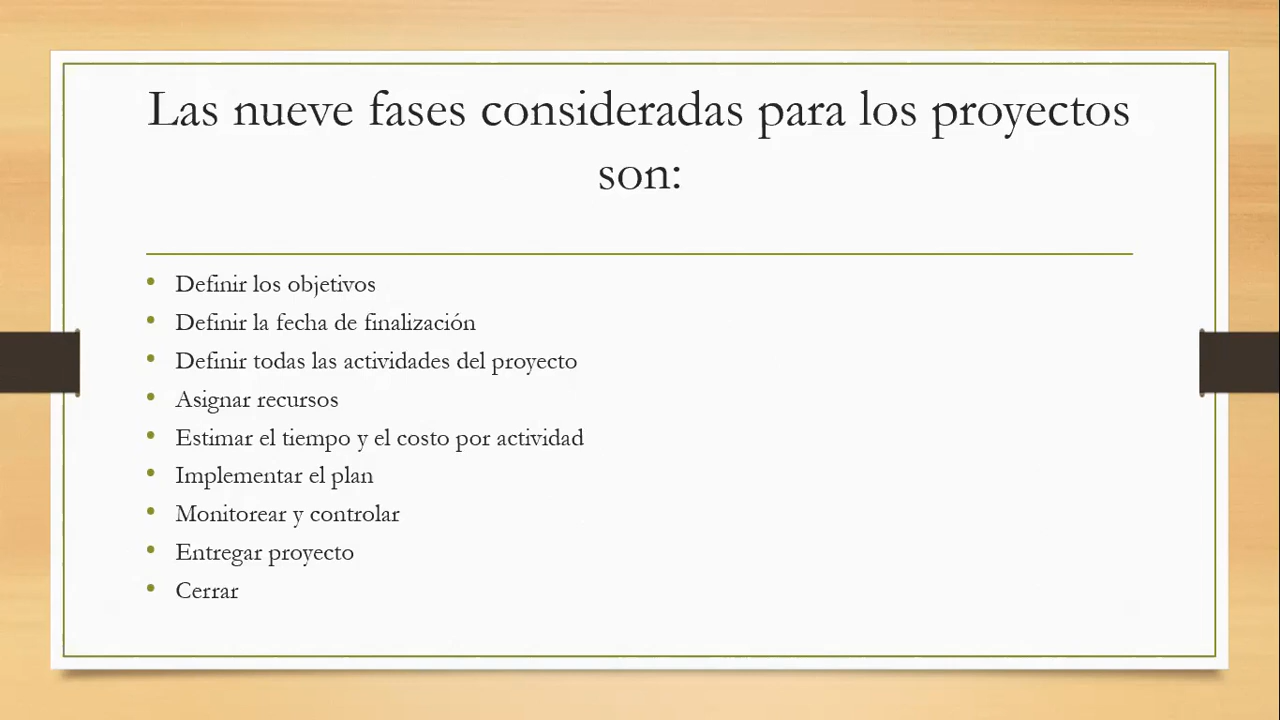 Las nueve fases consideradas para los proyectos
son:
• Definir los objetivos
• Definir la fecha de finalización
• Definir todas las actividades del proyecto
• Asignar recursos
• Estimar el tiempo y el costo por actividad
• Implementar el plan
• Monitorear y controlar
• Entregar proyecto
• Cerrar